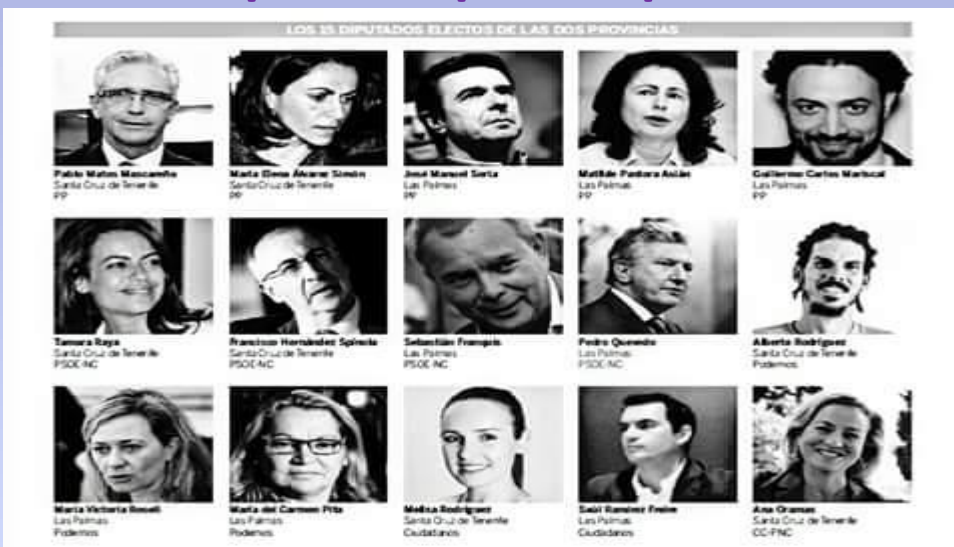 LOS 15 DIPUTADOS ELECTOS DE LAS DOS PROVINCIAS
Pablo Matos Mascareño
Santa Cruz de Tenerife
PP
María Elena Álvarez Simón
Santa Cruz de Tenerife
PP
José Manuel Soria
Las Palmas
PP
Matilde Pastora Asián
Las Palmas
PP
Guillermo Carlos Mariscal
Las Palmas
PP
Tamara Raya
Santa Cruz de Tenerife
PSOE-NC
Francisco Hernández Spínola
Santa Cruz de Tenerife
PSOE-NC
Sebastián Franquis
Las Palmas
PSOE-NC
Pedro Quevedo
Las Palmas
PSOE-NC
Alberto Rodríguez
Santa Cruz de Tenerife
Podemos
María Victoria Rosell
Las Palmas
Podemos
María del Carmen Pita
Las Palmas
Podemos
Melisa Rodríguez
Santa Cruz de Tenerife
Ciudadanos
Saúl Ramírez Freire
Las Palmas
Ciudadanos
Ana Oramas
Santa Cruz de Tenerife
CC-PNC